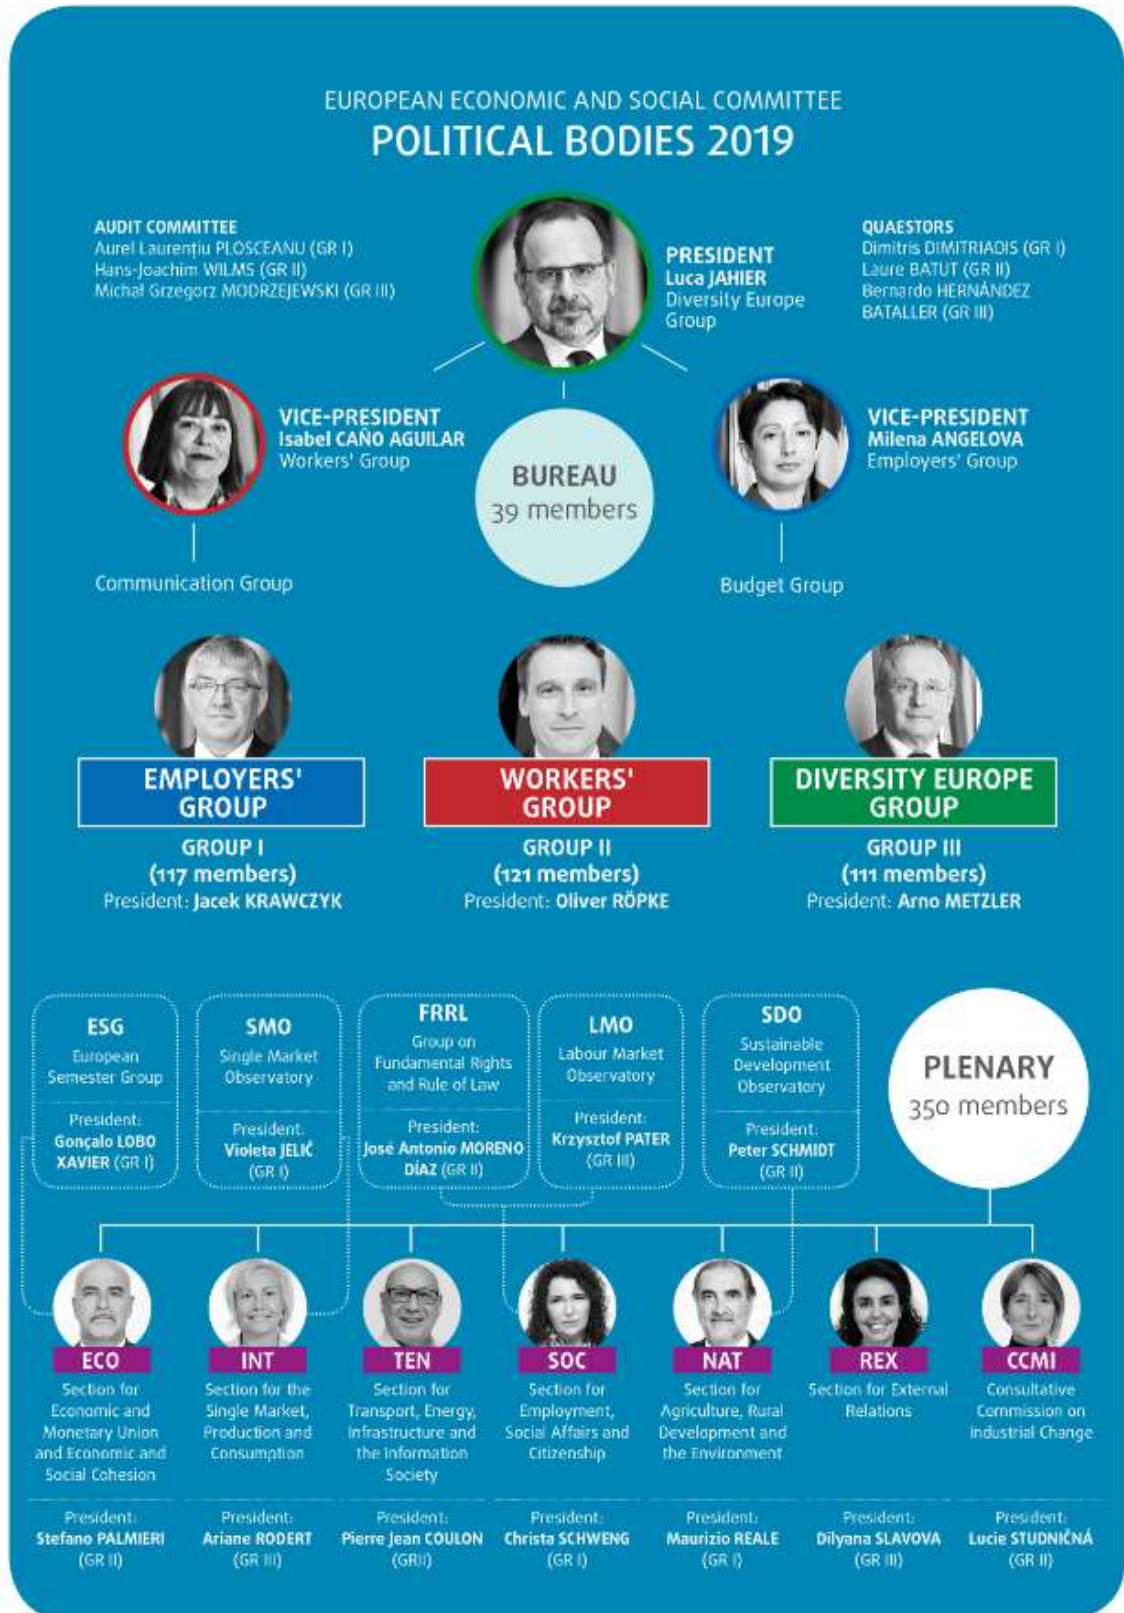 EUROPEAN ECONOMIC AND SOCIAL COMMITTEE
POLITICAL BODIES 2019
AUDIT COMMITTEE
Aurel Laurențiu PLOSCEANU (GR I)
Hans-Joachim WILMS (GR II)
Michał Grzegorz MODRZEJEWSKI (GR III)
PRESIDENT
Luca JAHIER
Diversity Europe
Group
QUAESTORS
Dimitris DIMITRIADIS (GR I)
Laure BATUT (GR II)
Bernardo HERNÁNDEZ
BATALLER (GR III)
VICE-PRESIDENT
Isabel CAÑO AGUILAR
Workers' Group
BUREAU
39 members
VICE-PRESIDENT
Milena ANGELOVA
Employers' Group
Communication Group
Budget Group
EMPLOYERS'
GROUP
GROUP I
(117 members)
President: Jacek KRAWCZYK
WORKERS'
GROUP
GROUP II
(121 members)
President: Oliver RÖPKE
DIVERSITY EUROPE
GROUP
GROUP III
(111 members)
President: Arno METZLER
ESG
European
Semester Group
President:
Gonçalo LOBO
XAVIER (GR I)
SMO
Single Market
Observatory
President:
Violeta JELIĆ
(GR I)
FRRL
Group on
Fundamental Rights
and Rule of Law
President:
José Antonio MORENO
DÍAZ (GR II)
LMO
Labour Market
Observatory
President:
Krzysztof PATER
(GR III)
SDO
Sustainable
Development
Observatory
President:
Peter SCHMIDT
(GR II)
PLENARY
350 members
ECO
Section for
Economic and
Monetary Union
and Economic and
Social Cohesion
President:
Stefano PALMIERI
(GR II)
INT
Section for the
Single Market,
Production and
Consumption
President:
Ariane RODERT
(GR III)
TEN
Section for
Transport, Energy,
Infrastructure and
the Information
Society
President:
Pierre Jean COULON
(GRII)
SOC
Section for
Employment,
Social Affairs and
Citizenship
President:
Christa SCHWENG
(GR I)
NAT
Section for
Agriculture, Rural
Development and
the Environment
President:
Maurizio REALE
(GR I)
REX
Section for External
Relations
President:
Dilyana SLAVOVA
(GR III)
CCMI
Consultative
Commission on
Industrial Change
President:
Lucie STUDNIČNÁ
(GR II)